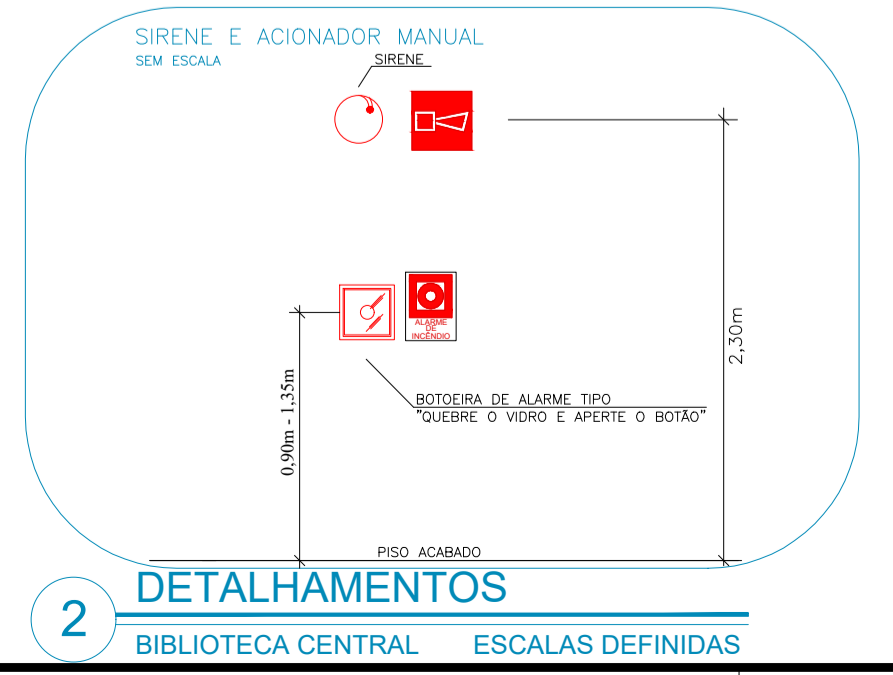 SIRENE E ACIONADOR MANUAL
SEM ESCALA
SIRENE
ALARME
DE
INCÊNDIO
2,30m
0,90m - 1,35m
BOTOEIRA DE ALARME TIPO
"QUEBRE O VIDRO E APERTE O BOTÃO"
PISO ACABADO
2
DETALHAMENTOS
BIBLIOTECA CENTRAL ESCALAS DEFINIDAS